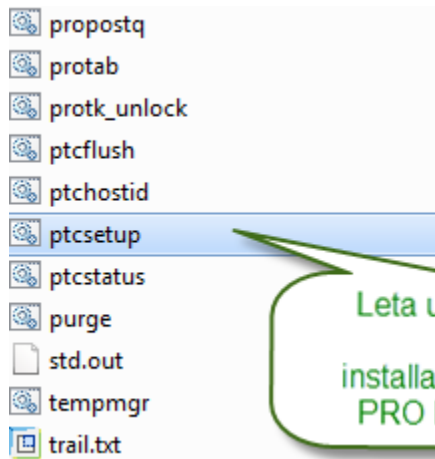 propostq
protab
protk_unlock
ptcflush
ptchostid
ptcsetup
ptcstatus
purge
std.out
tempmgr
trail.txt
Leta
PRO